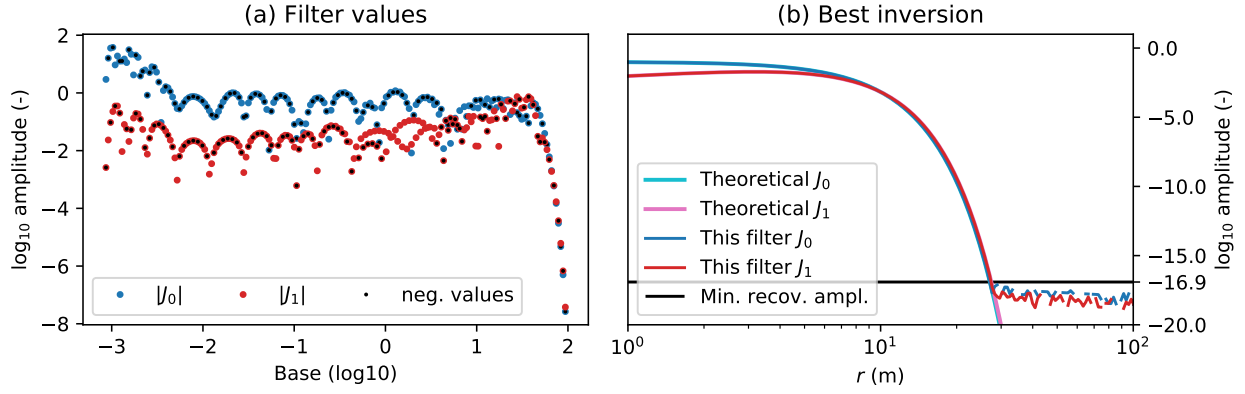 (a) Filter values
log10 amplitude (-)
2
0
−2
−4
−6
−8
|J0|
|J1|
neg. values
−3
−2
−1
0
1
2
Base (log10)
(b) Best inversion
0.0
−5.0
−10.0
−15.0
−16.9
−20.0
log10 amplitude (-)
Theoretical J0
Theoretical J1
This filter J0
This filter J1
Min. recov. ampl.
10^0
10^1
10^2
r (m)